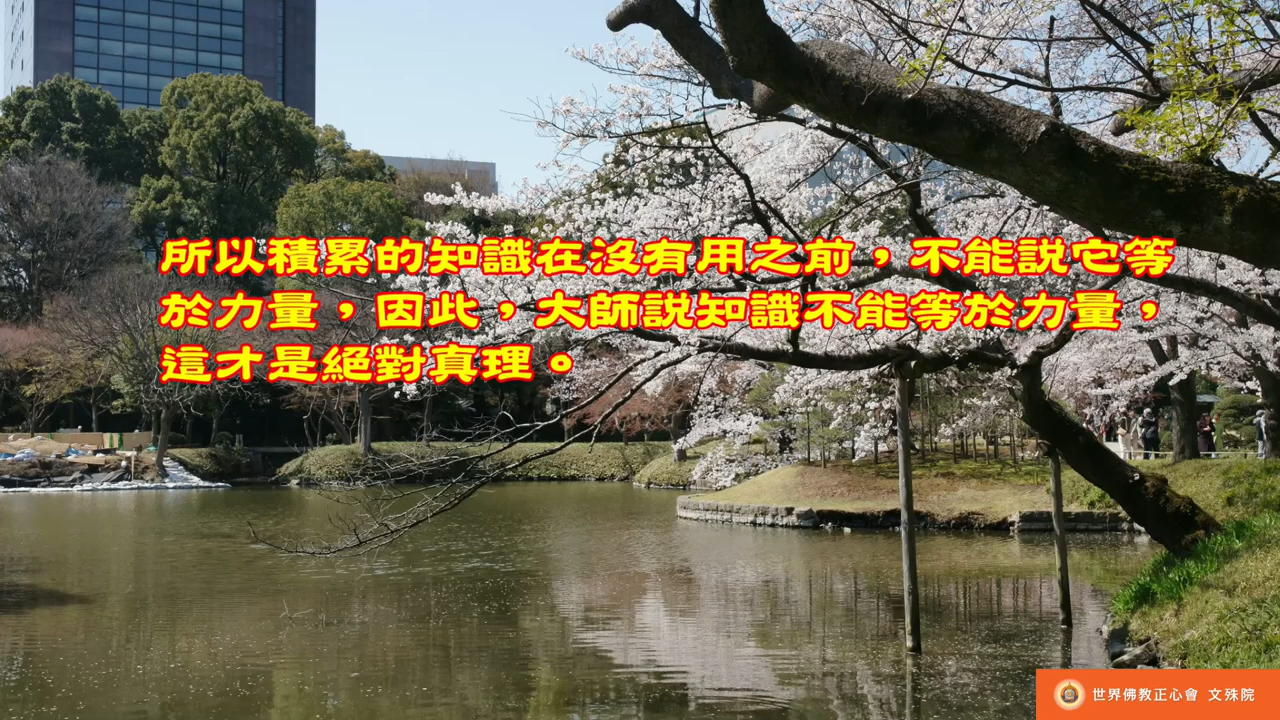 所以積累的知識在沒有用之前，不能說它等
於力量，因此，大師說知識不能等於力量，
這才是絕對真理。
世界佛教正心會 文殊院